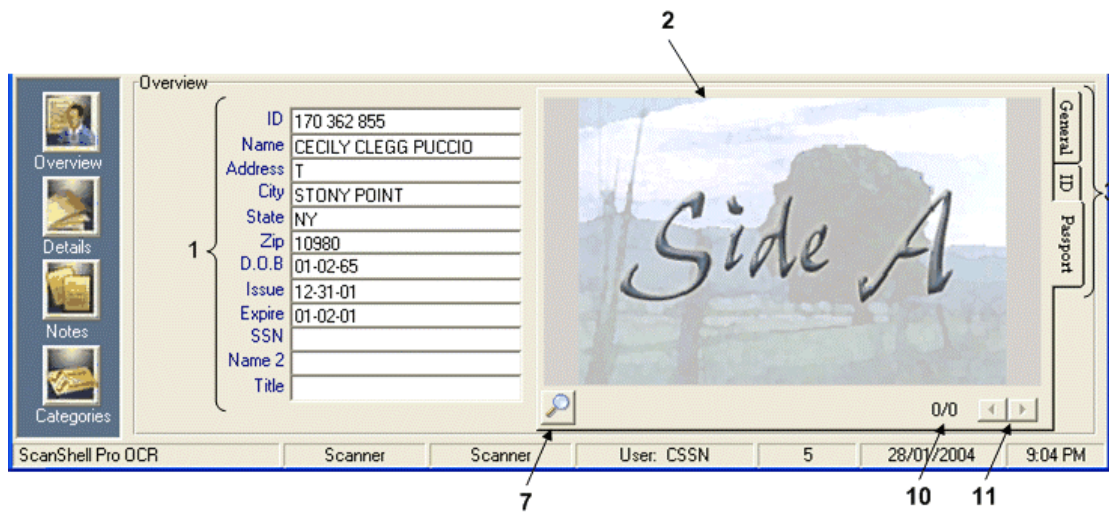 2
Overview
Overview
Details
Notes
Categories
1
ID 170 362 855
Name CECILY CLEGG PUCCIO
Address T
City STONY POINT
State NY
Zip 10980
D.O.B 01-02-65
Issue 12-31-01
Expire 01-02-01
SSN
Name 2
Title
Side A
General
ID
Passport
0/0
ScanShell Pro OCR Scanner Scanner User: CSSN 5 28/01/2004 9:04 PM
7
10
11